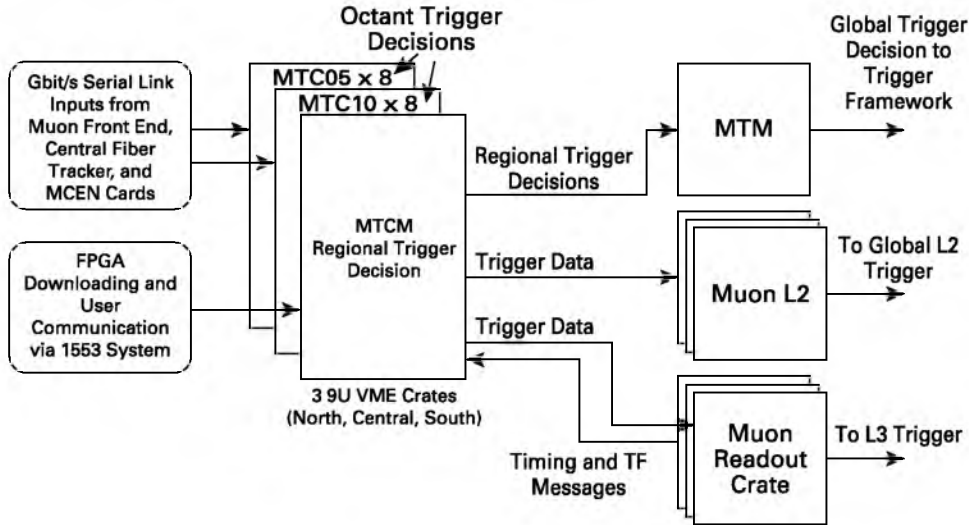 Octant Trigger
Decisions
MTC05 x 8
MTC10 x 8
Gbit/s Serial Link
Inputs from
Muon Front End,
Central Fiber
Tracker, and
MCEN Cards
FPGA
Downloading and
User
Communication
via 1553 System
MTCM
Regional Trigger
Decision
3 9U VME Crates
(North, Central, South)
Regional Trigger
Decisions
Trigger Data
Trigger Data
Timing and TF
Messages
MTM
Global Trigger
Decision to
Trigger
Framework
Muon L2
To Global L2
Trigger
Muon
Readout
Crate
To L3 Trigger